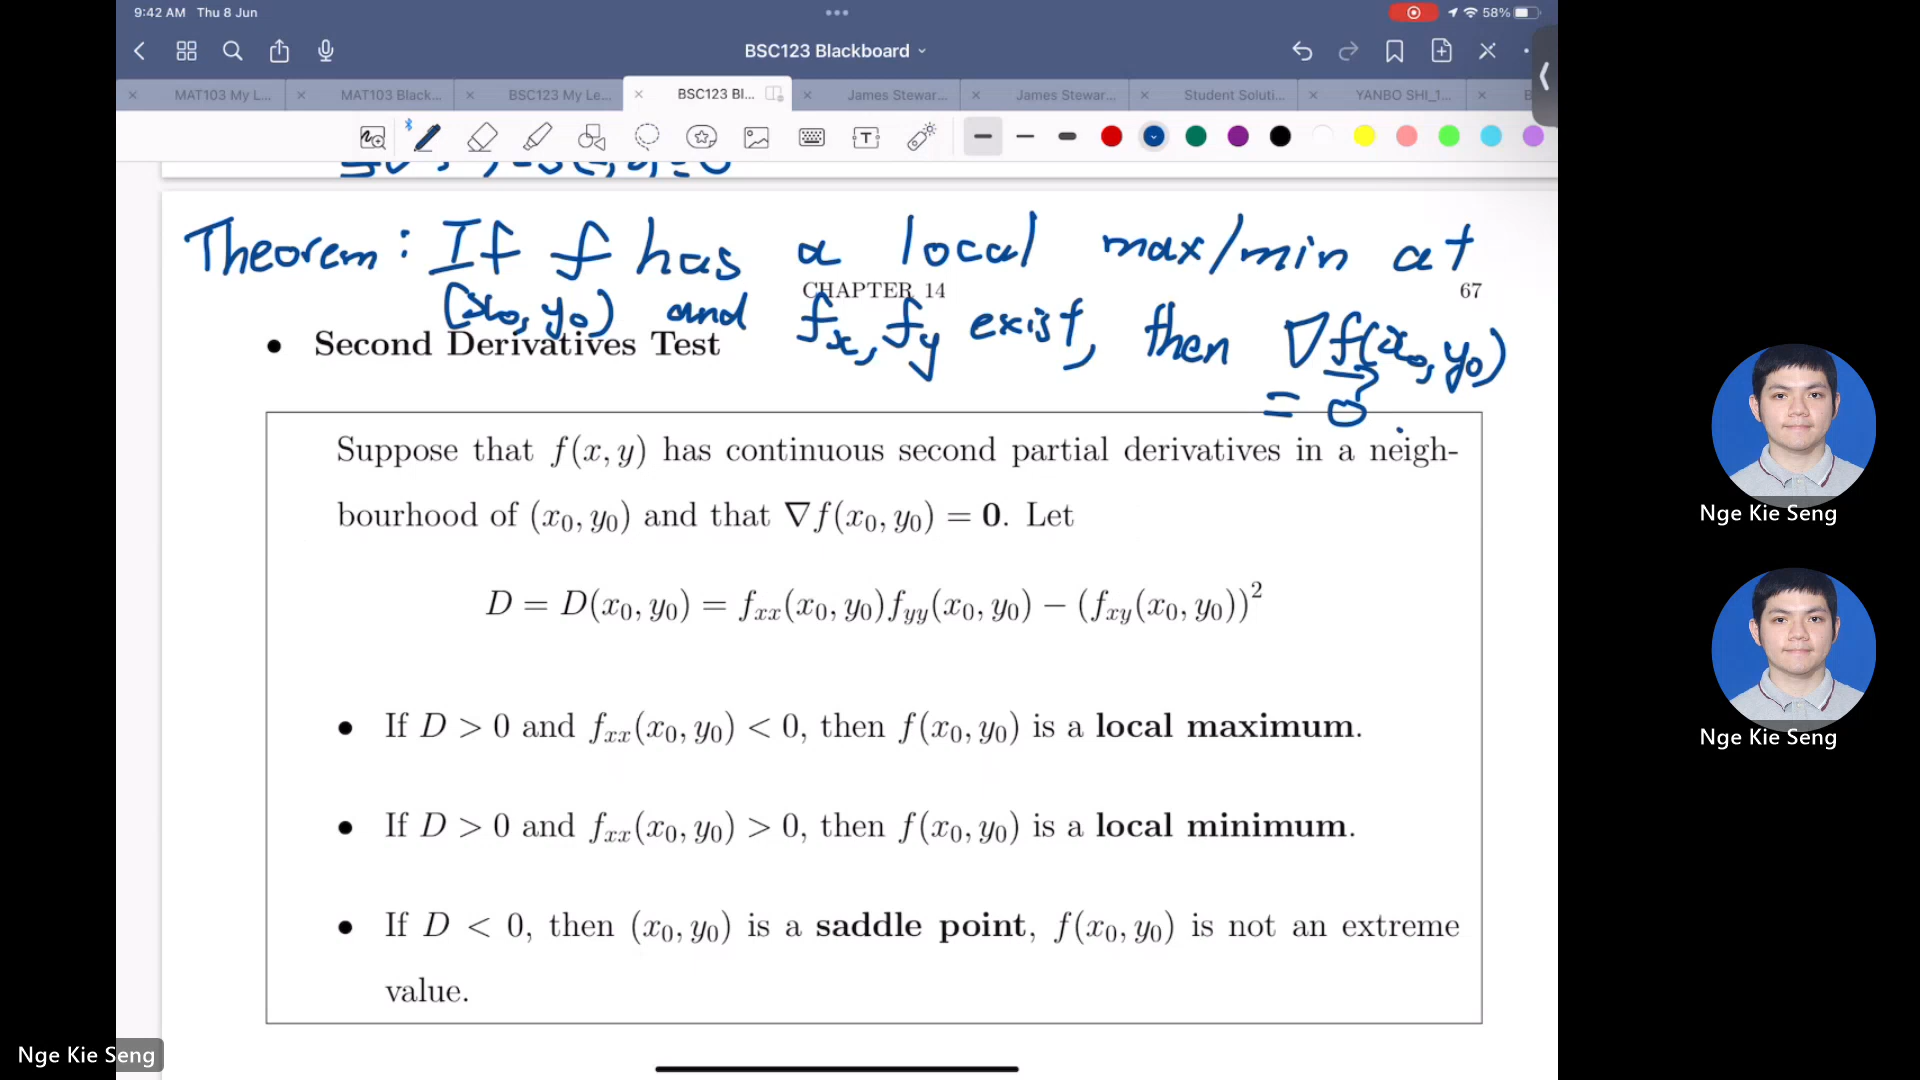 9:42 AM Thu 8 Jun
58%
BSC123 Blackboard
MAT103 My L...
MAT103 Black...
BSC123 My Le...
BSC123 Bl...
James Stewar...
James Stewar...
Student Soluti...
YANBO SHI_1...
Theorem: If f has a local max/min at
CHAPTER 14 67
(x₀, y₀) and fₓ, f_y exist, then ∇f(x₀, y₀)
= 0⃗
• Second Derivatives Test
Suppose that f(x, y) has continuous second partial derivatives in a neigh-
bourhood of (x₀, y₀) and that ∇f(x₀, y₀) = 0. Let
D = D(x₀, y₀) = fₓₓ(x₀, y₀)f_yy(x₀, y₀) − (f_xy(x₀, y₀))²
• If D > 0 and fₓₓ(x₀, y₀) < 0, then f(x₀, y₀) is a local maximum.
• If D > 0 and fₓₓ(x₀, y₀) > 0, then f(x₀, y₀) is a local minimum.
• If D < 0, then (x₀, y₀) is a saddle point, f(x₀, y₀) is not an extreme
value.
Nge Kie Seng
Nge Kie Seng
Nge Kie Seng